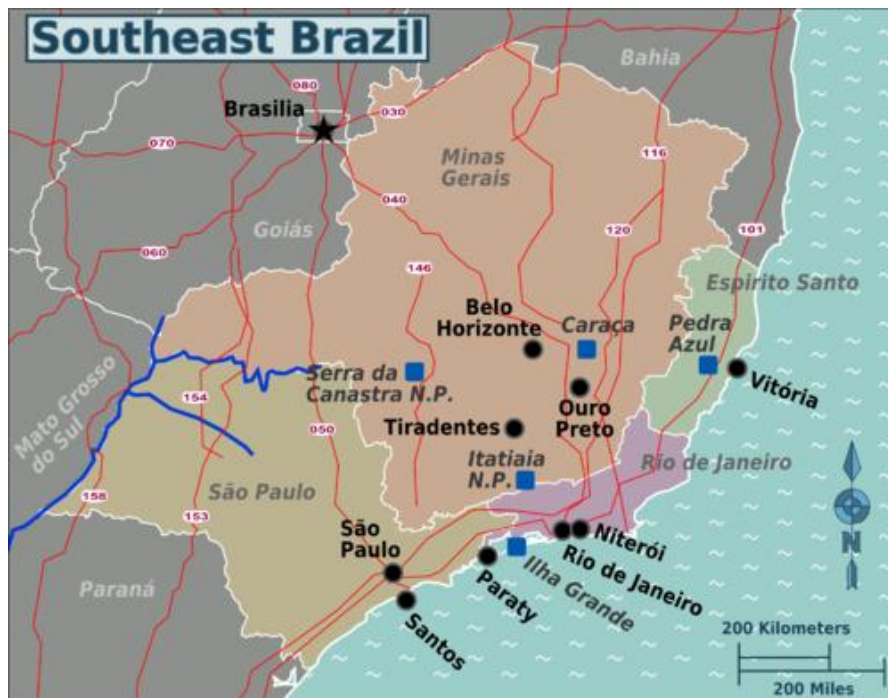 Southeast Brazil
Bahia
080
Brasilia
030
070
Minas
Gerais
116
040
120
101
Goiás
060
146
Espirito Santo
Belo
Horizonte
Caraça
Pedra
Azul
Serra da
Canastra N.P.
Vitória
Mato Grosso
do Sul
154
Ouro
Preto
050
Tiradentes
Itatiaia
N.P.
Rio de Janeiro
São Paulo
158
153
São
Paulo
Niterói
Rio de Janeiro
N
Paraná
Paraty
Ilha Grande
Santos
200 Kilometers
200 Miles